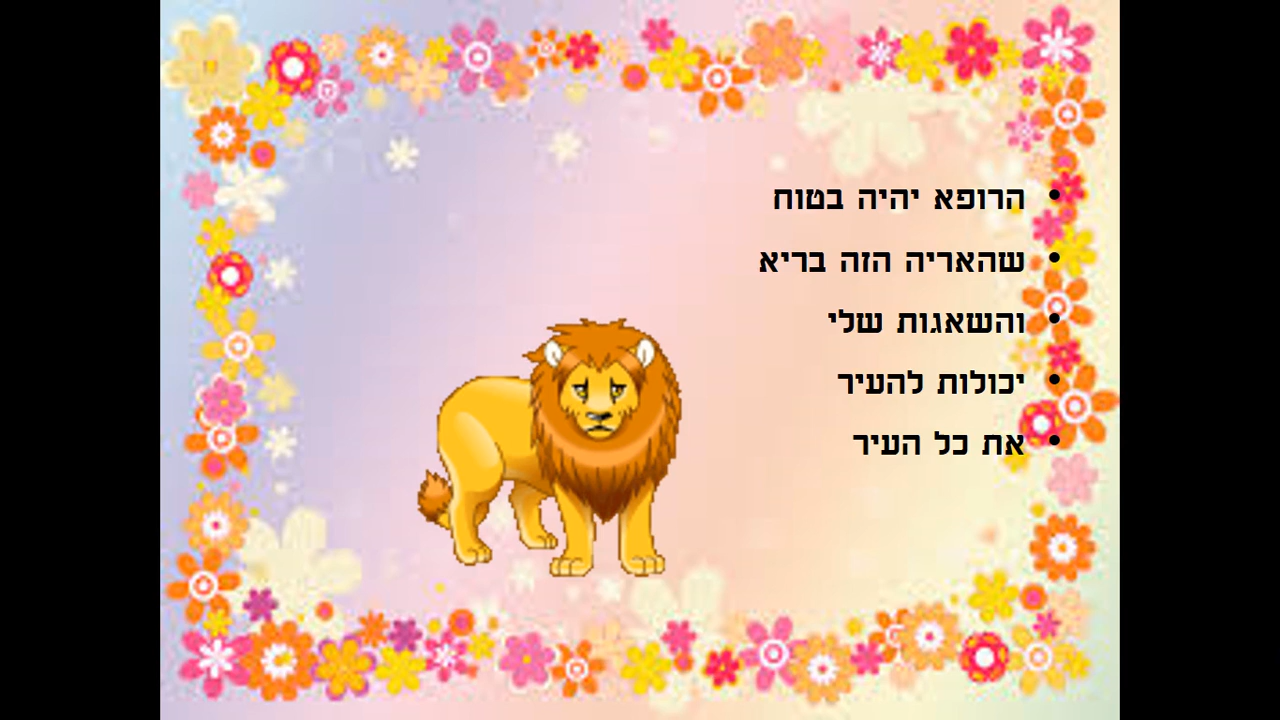 • הרופא יהיה בטוח
• שהאריה הזה בריא
• והשאגות שלי
• יכולות להעיר
• את כל העיר